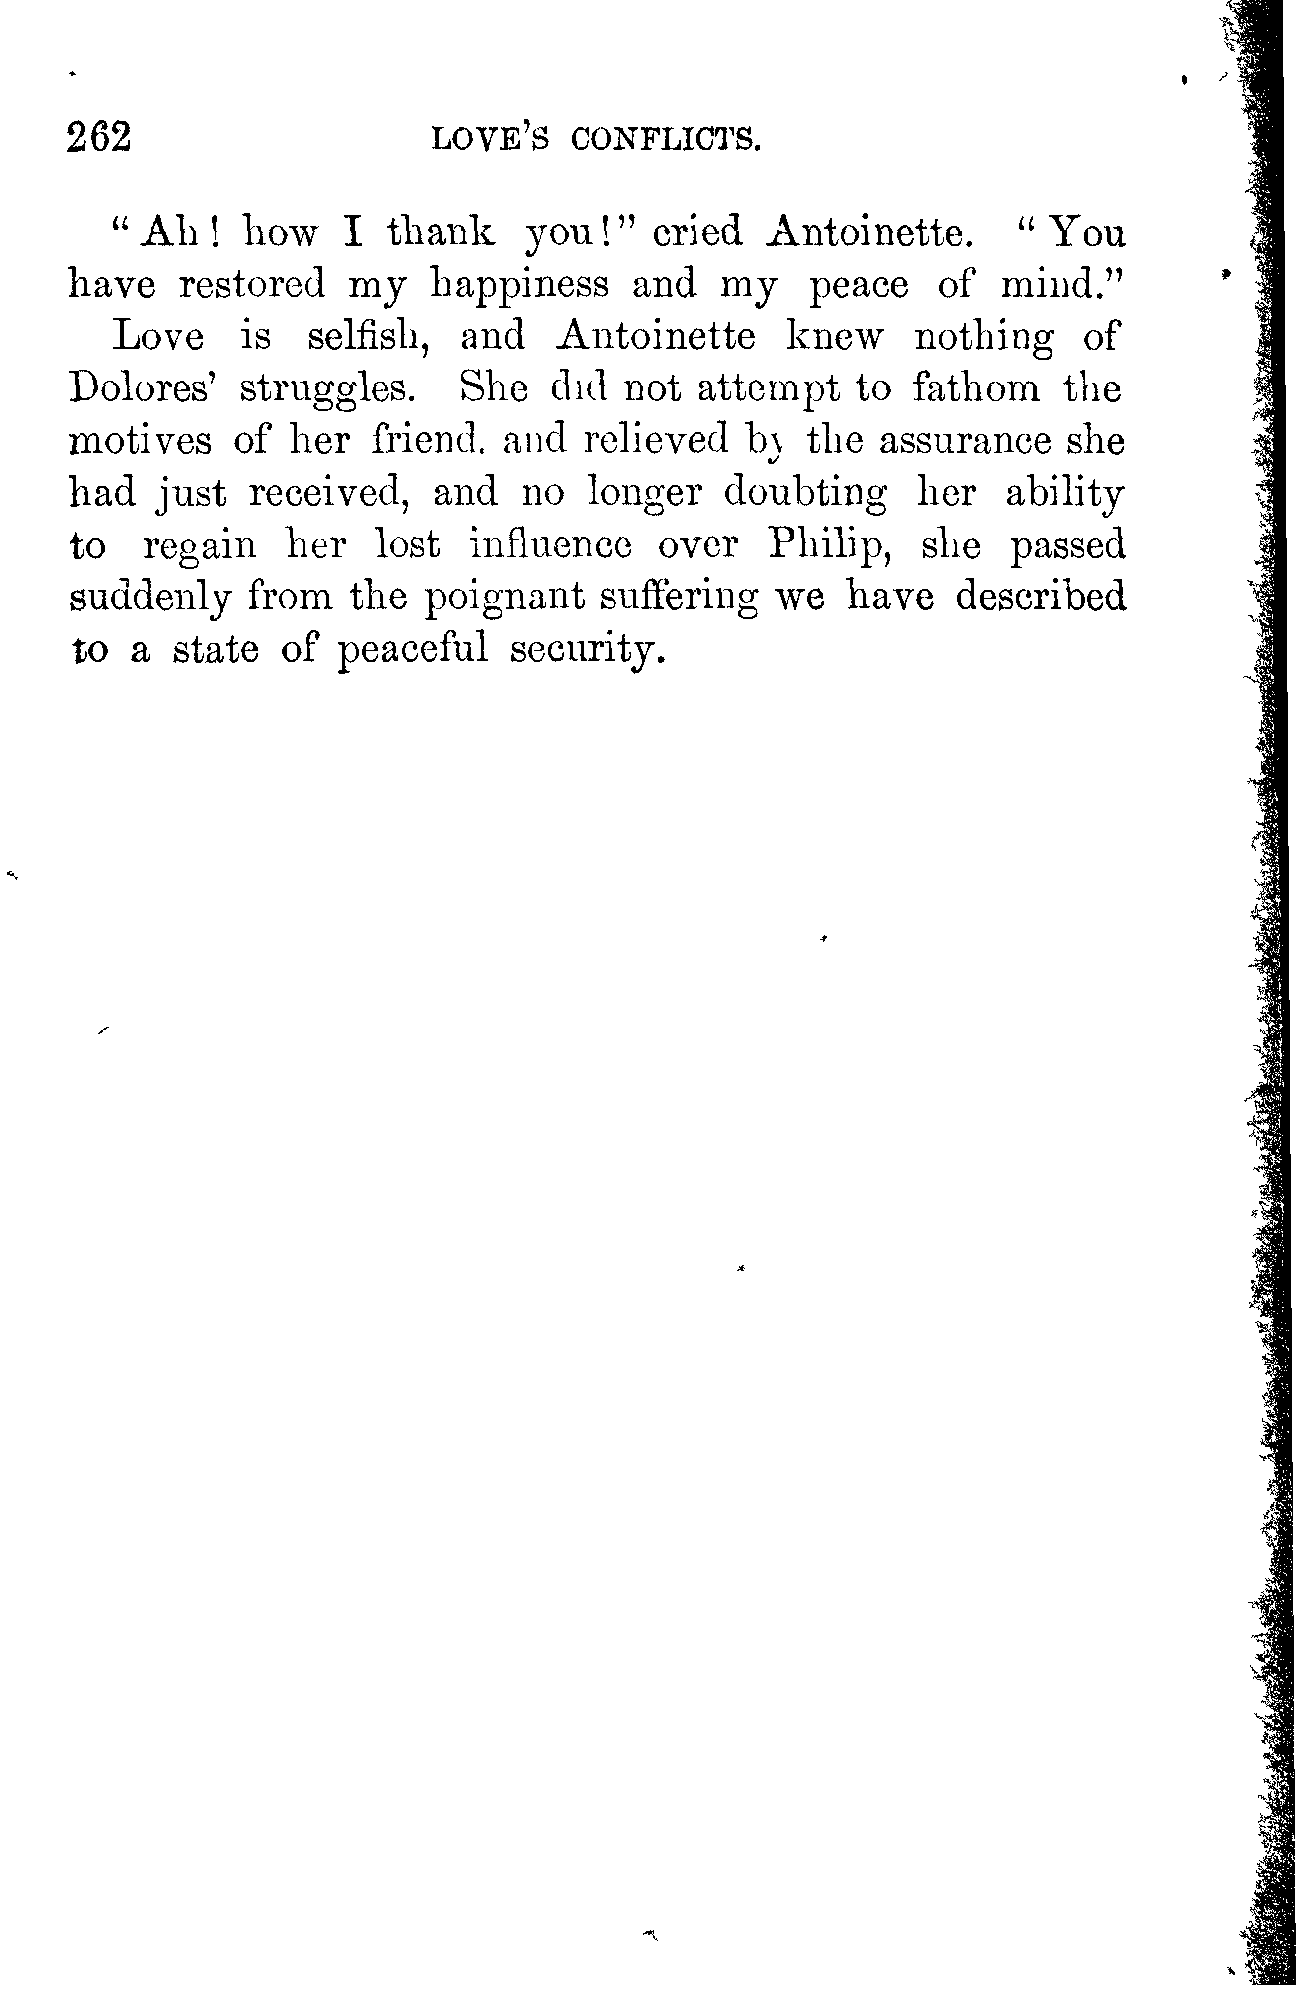 262 LOVE'S CONFLICTS.
"Ah! how I thank you!" cried Antoinette. "You
have restored my happiness and my peace of mind."
Love is selfish, and Antoinette knew nothing of
Dolores' struggles. She did not attempt to fathom the
motives of her friend. and relieved by the assurance she
had just received, and no longer doubting her ability
to regain her lost influence over Philip, she passed
suddenly from the poignant suffering we have described
to a state of peaceful security.